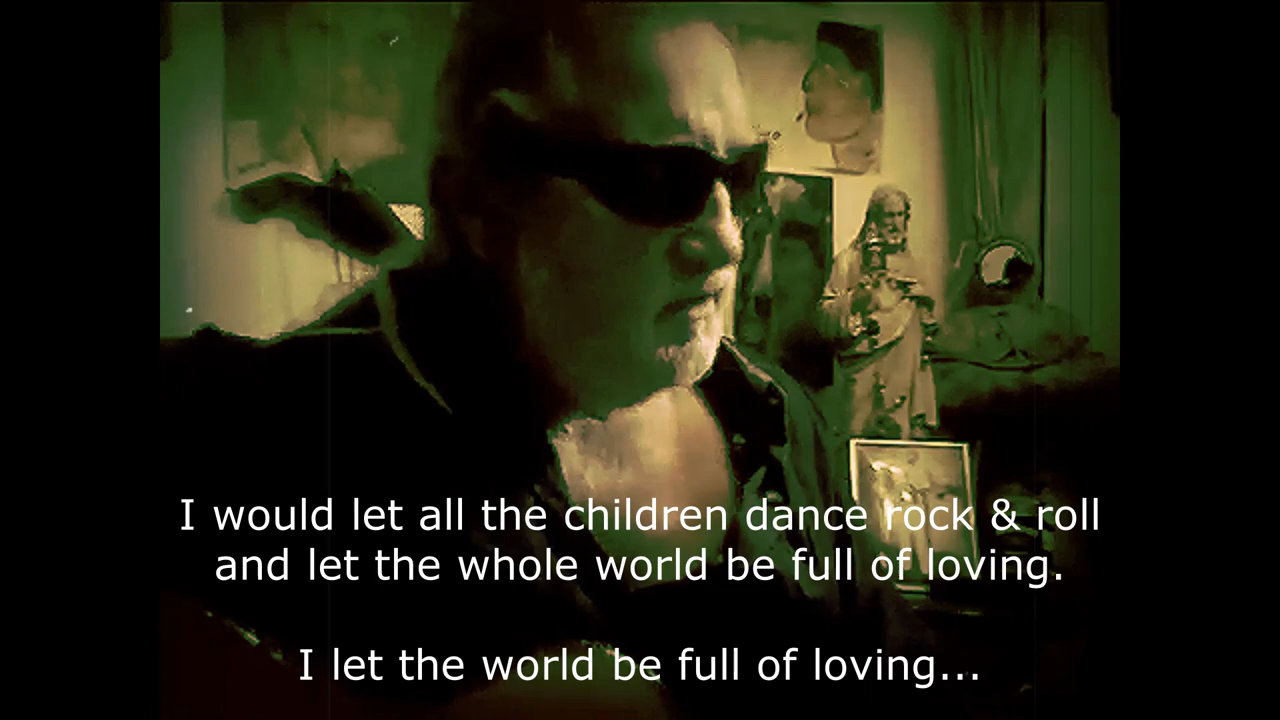 I would let all the children dance rock & roll
and let the whole world be full of loving.
I let the world be full of loving...